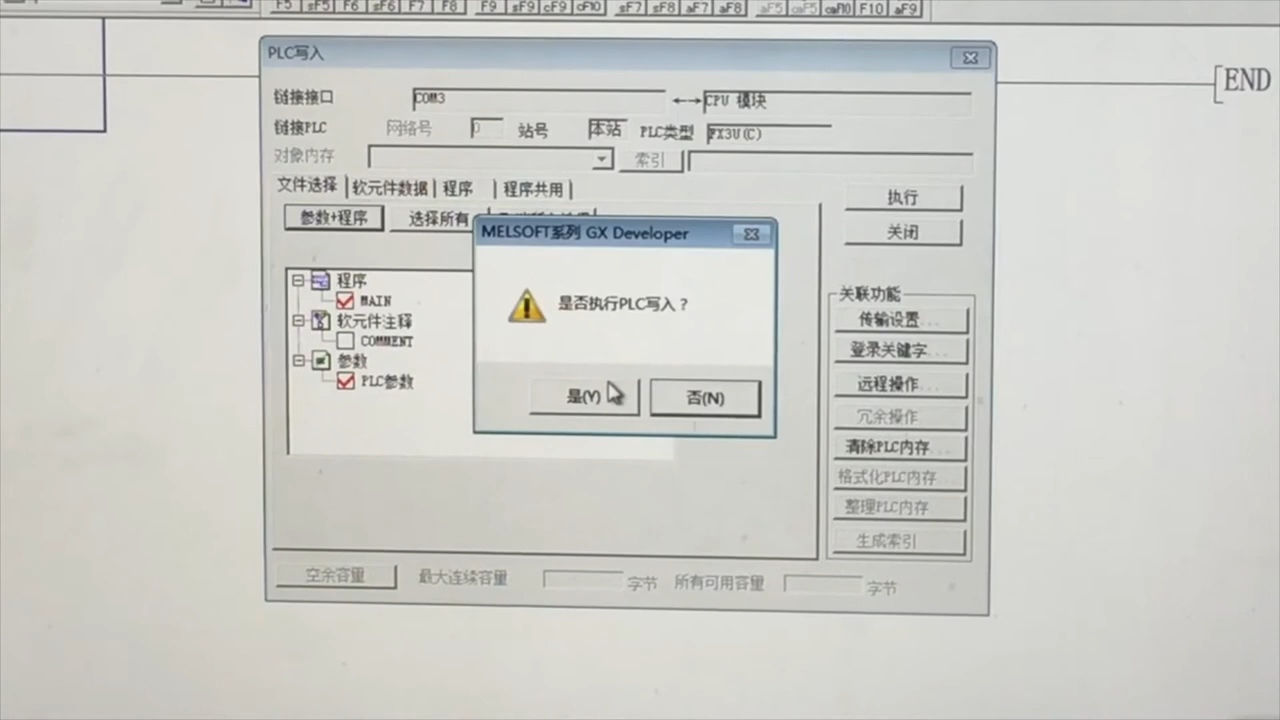 F5 sF5 F6 sF6 F7 F8 F9 sF9 cF9 cF10 sF7 sF8 aF7 aF8 aF5 caF5 caF10 F10 aF9
PLC写入
END
链接接口 COM3 CPU 模块
链接PLC 网络号 0 站号 本站 PLC类型 FX3U(C)
对象内存 索引
文件选择 软元件数据 程序 程序共用
执行
参数+程序 选择所有
关闭
MELSOFT系列 GX Developer
是否执行PLC写入？
是(Y) 否(N)
程序
MAIN
软元件注释
COMMENT
参数
PLC参数
关联功能
传输设置...
登录关键字...
远程操作...
冗余操作
清除PLC内存...
格式化PLC内存...
整理PLC内存
生成索引
空余容量 最大连续容量 字节 所有可用容量 字节